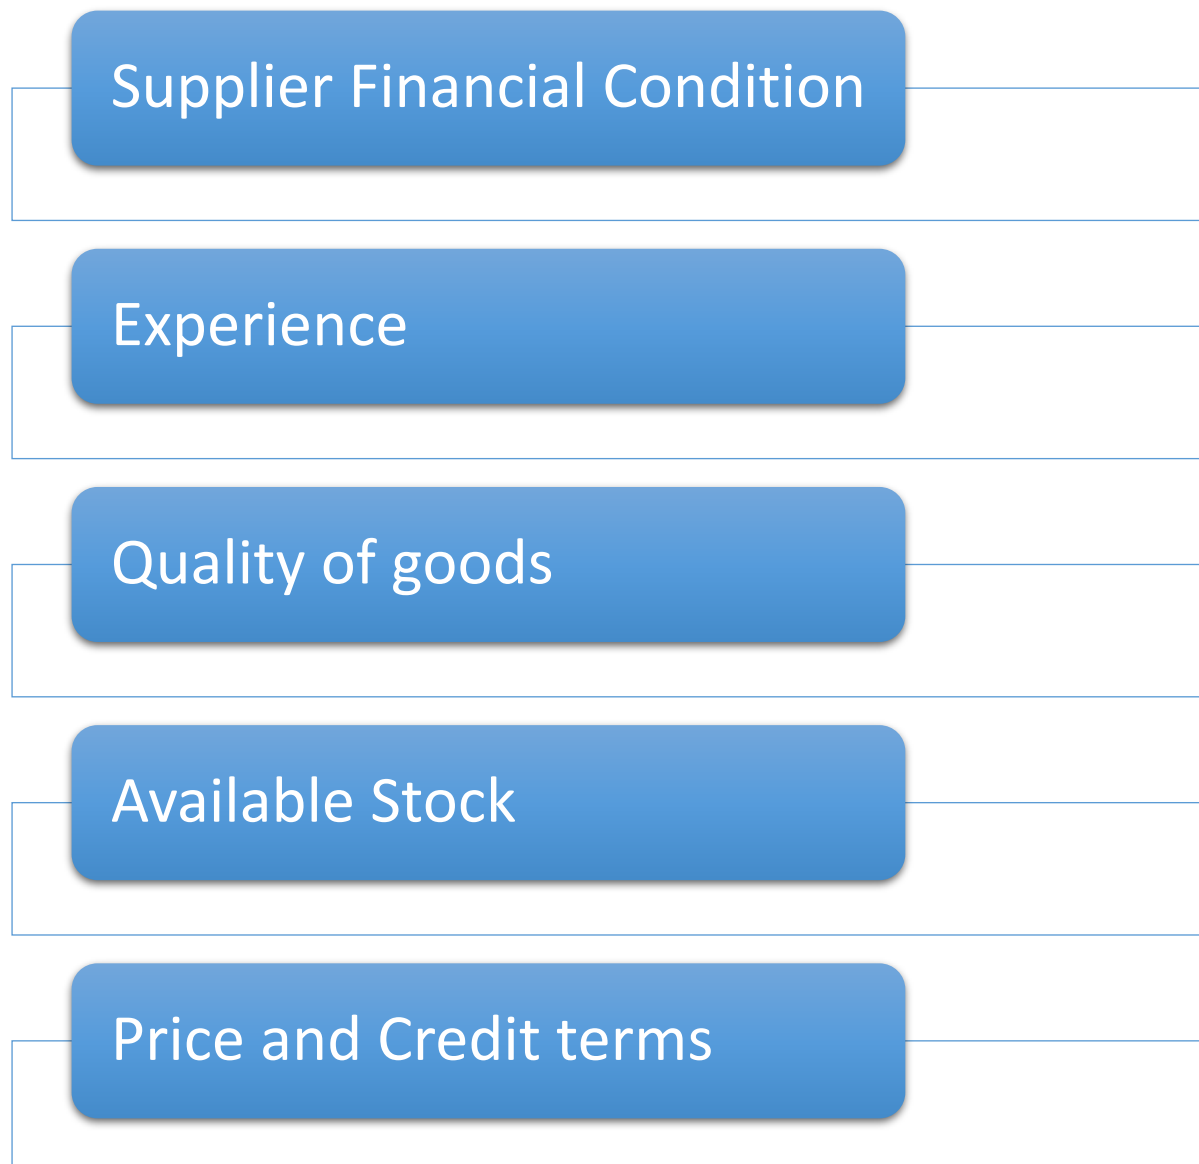 Supplier Financial Condition
Experience
Quality of goods
Available Stock
Price and Credit terms